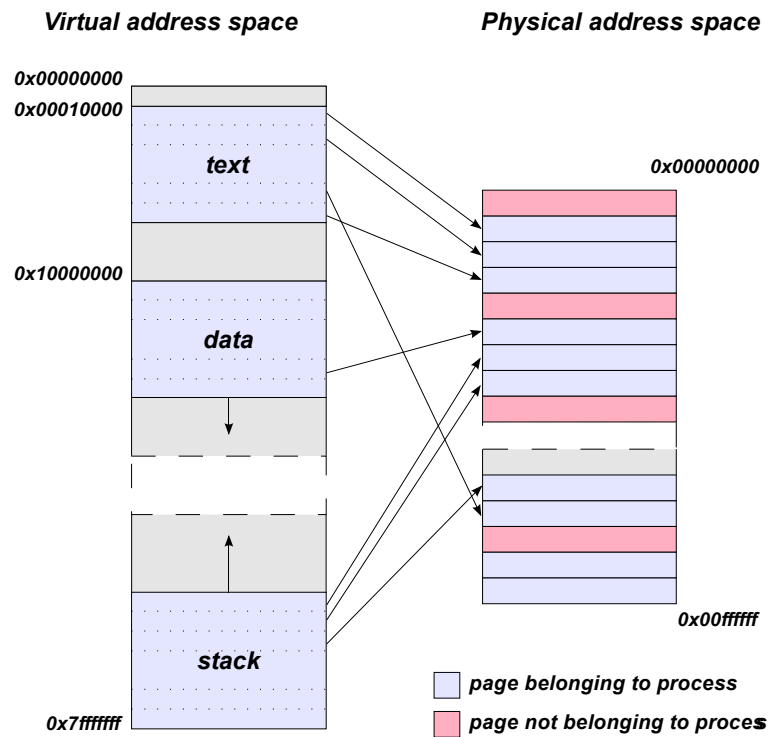 Virtual address space
Physical address space
0x00000000
0x00010000
text
0x00000000
0x10000000
data
0x00ffffff
stack
page belonging to process
0x7fffffff
page not belonging to process